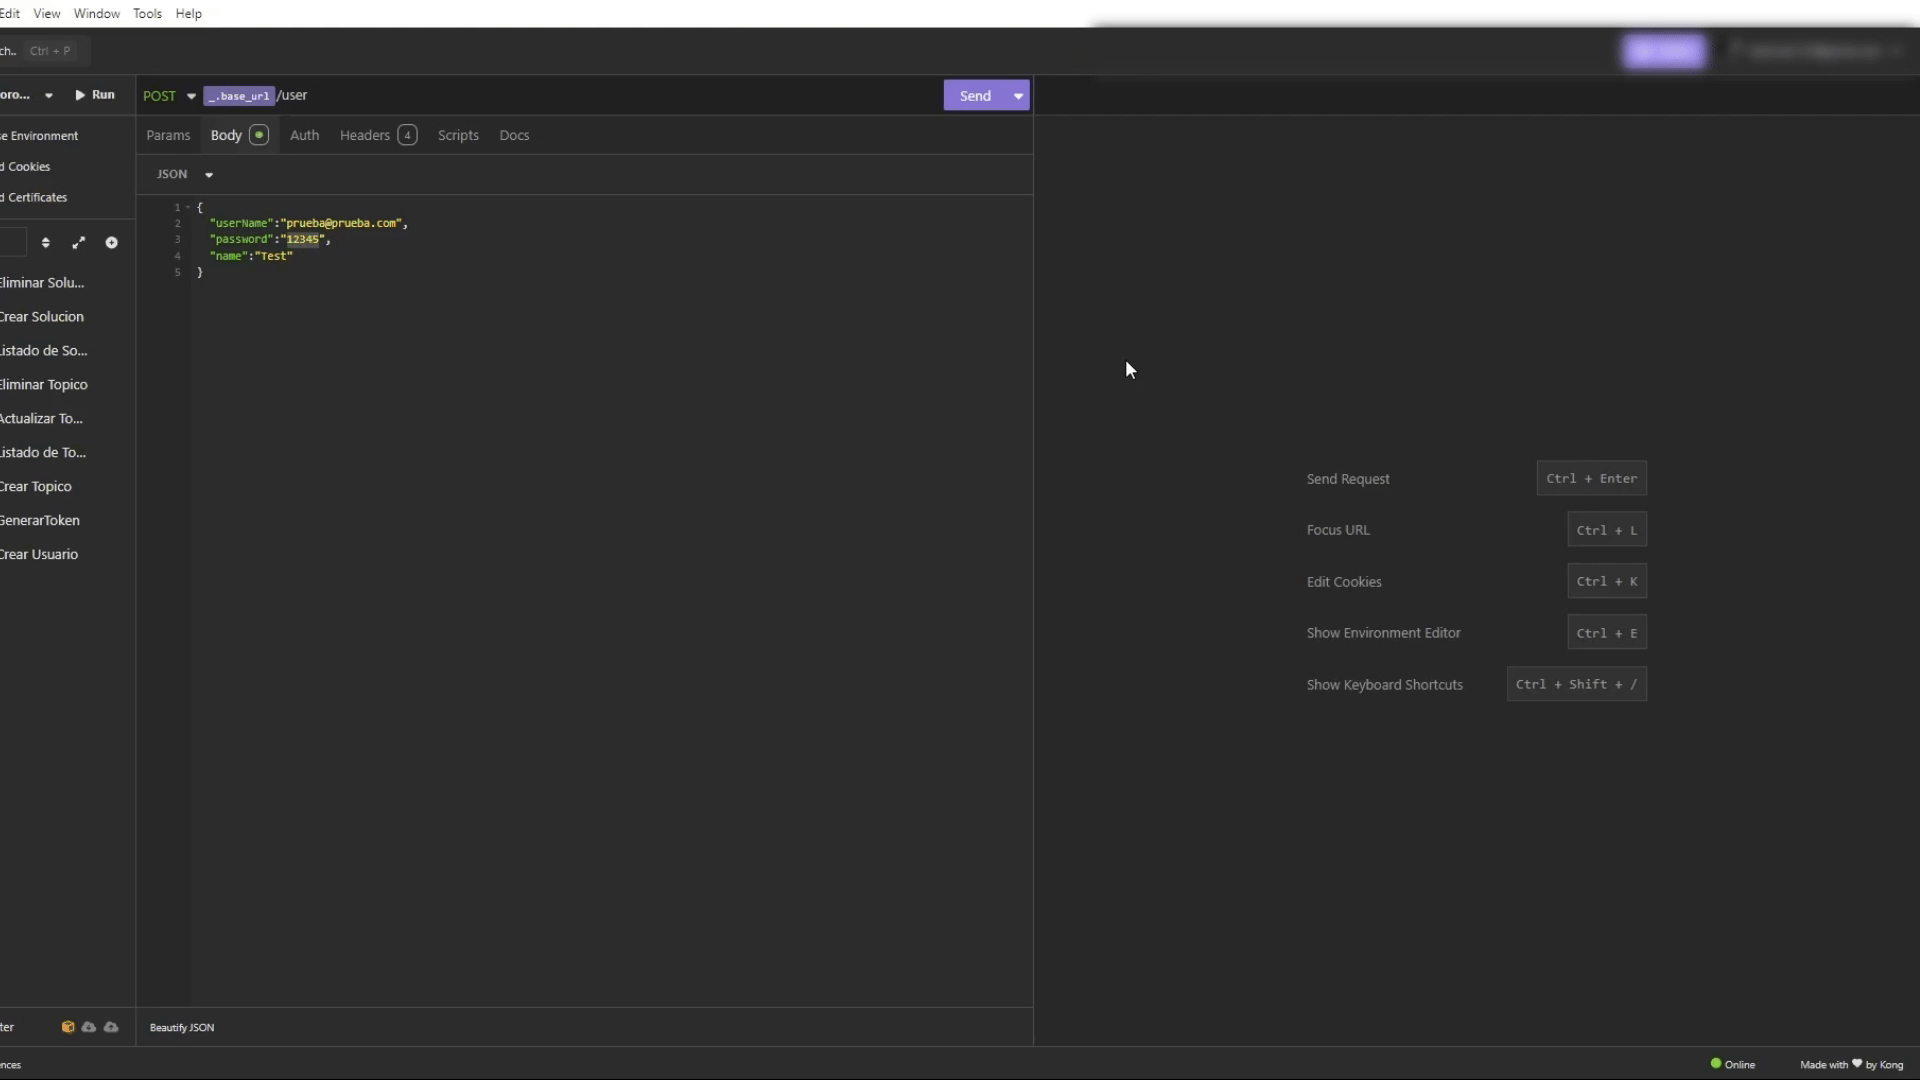 Edit View Window Tools Help
ch.. Ctrl + P
oro... Run
POST _.base_url /user Send
se Environment
d Cookies
d Certificates
Params Body Auth Headers 4 Scripts Docs
JSON
1 {
2 "userName":"prueba@prueba.com",
3 "password":"12345",
4 "name":"Test"
5 }
Eliminar Solu...
Crear Solucion
Listado de So...
Eliminar Topico
Actualizar To...
Listado de To...
Crear Topico
GenerarToken
Crear Usuario
Send Request Ctrl + Enter
Focus URL Ctrl + L
Edit Cookies Ctrl + K
Show Environment Editor Ctrl + E
Show Keyboard Shortcuts Ctrl + Shift + /
ter
Beautify JSON
ences
Online Made with ♥ by Kong